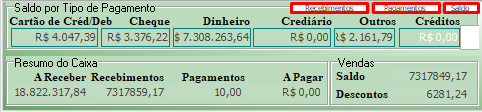 Saldo por Tipo de Pagamento Recebimentos Pagamentos Saldo
Cartão de Créd/Deb Cheque Dinheiro Crediário Outros Créditos
R$ 4.047,39 R$ 3.376,22 $ 7.308.263,64 R$ 0,00 R$ 2.161,79 R$ 0,00
Resumo do Caixa Vendas
A Receber Recebimentos Pagamentos A Pagar Saldo 7317849,17
18.822.317,84 7317859,17 10,00 R$ 0,00 Descontos 6281,24